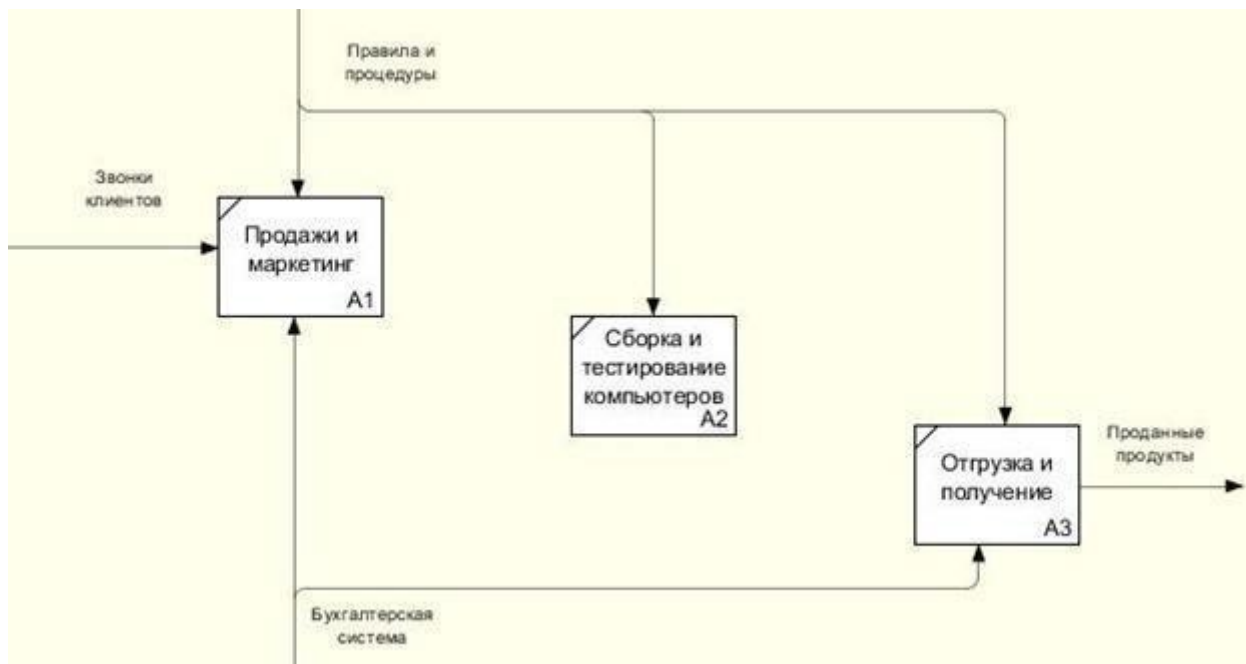 Правила и
процедуры
Звонки
клиентов
Продажи и
маркетинг
A1
Сборка и
тестирование
компьютеров
A2
Отгрузка и
получение
A3
Проданные
продукты
Бухгалтерская
система